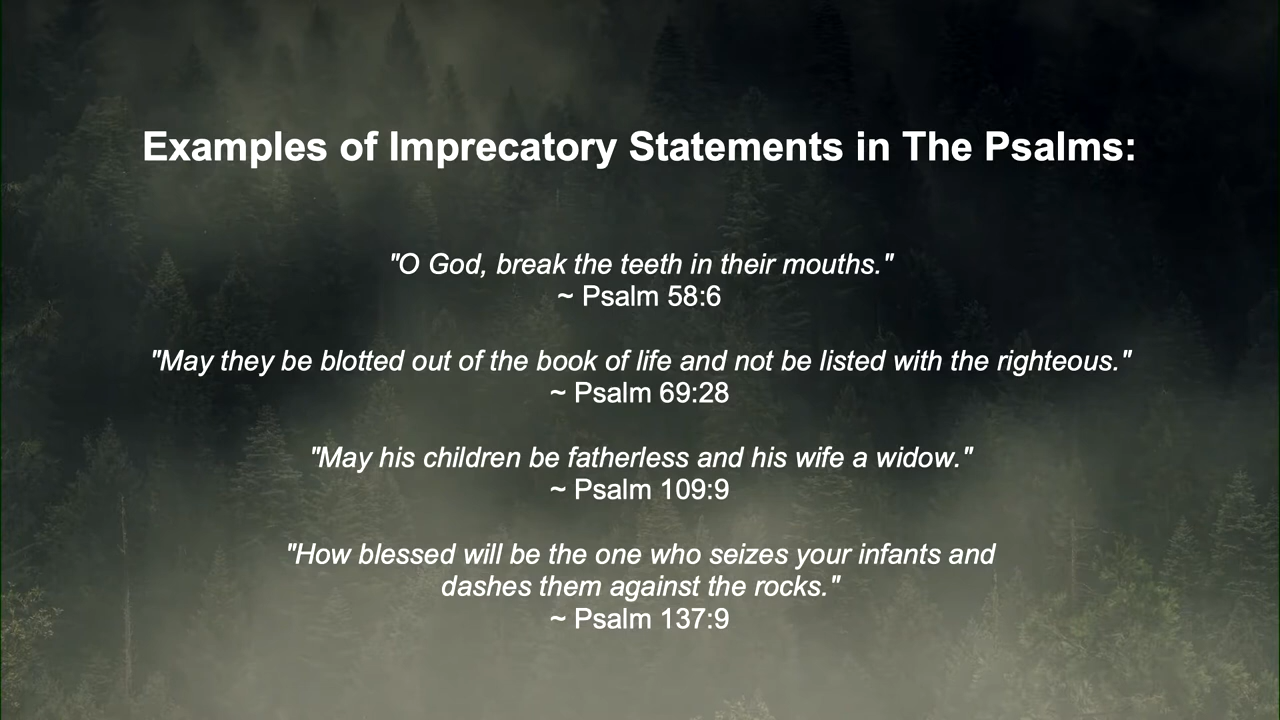 Examples of Imprecatory Statements in The Psalms:
"O God, break the teeth in their mouths."
~ Psalm 58:6
"May they be blotted out of the book of life and not be listed with the righteous."
~ Psalm 69:28
"May his children be fatherless and his wife a widow."
~ Psalm 109:9
"How blessed will be the one who seizes your infants and
dashes them against the rocks."
~ Psalm 137:9